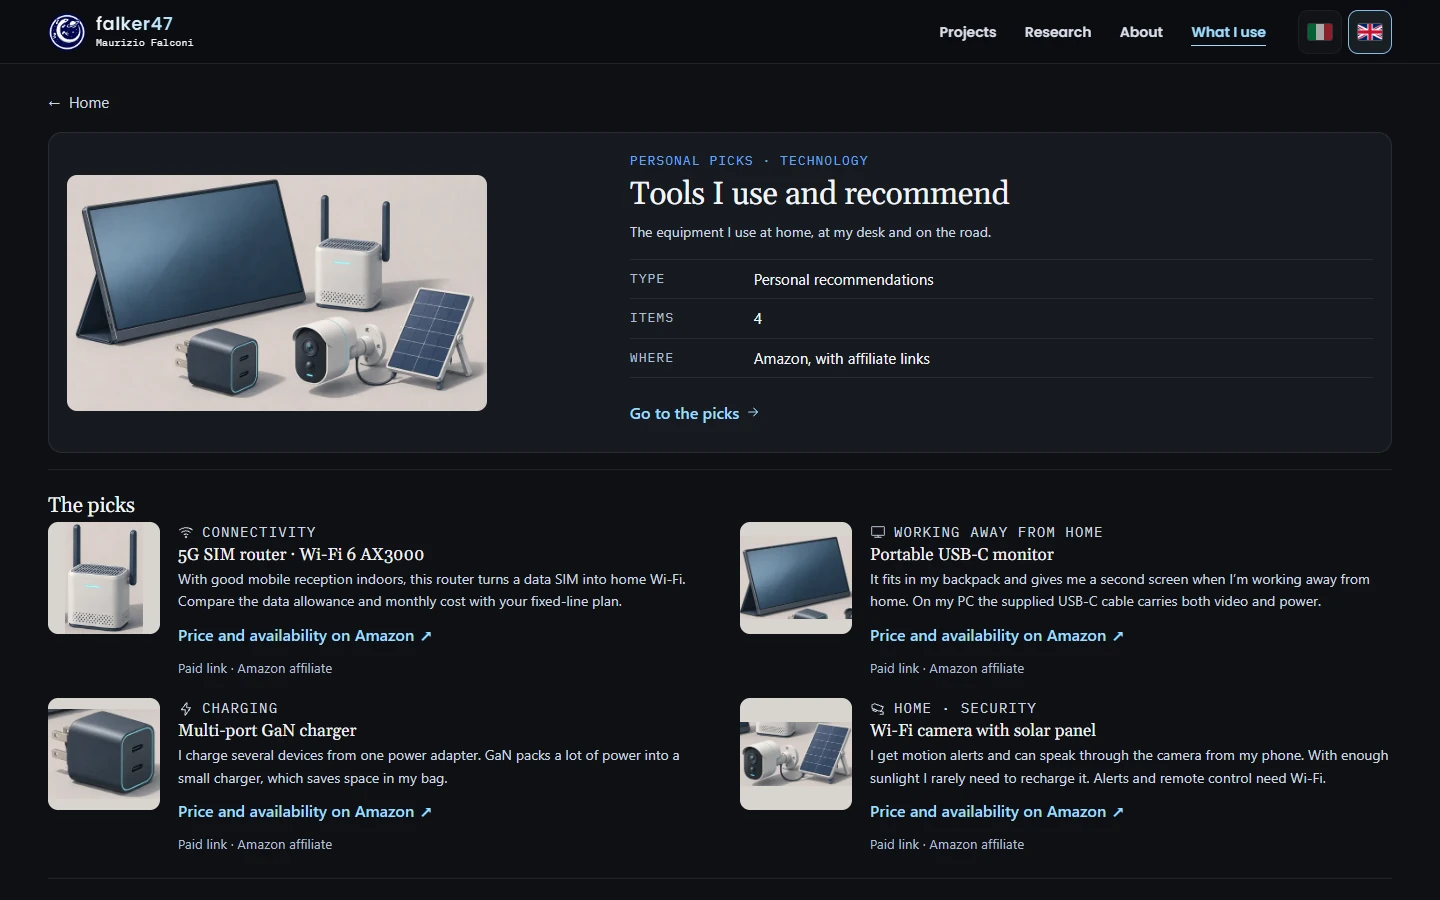 falker47
Maurizio Falconi
Projects
Research
About
What I use
← Home
PERSONAL PICKS · TECHNOLOGY
Tools I use and recommend
The equipment I use at home, at my desk and on the road.
TYPE Personal recommendations
ITEMS 4
WHERE Amazon, with affiliate links
Go to the picks →
The picks
CONNECTIVITY
5G SIM router · Wi-Fi 6 AX3000
With good mobile reception indoors, this router turns a data SIM into home Wi-Fi.
Compare the data allowance and monthly cost with your fixed-line plan.
Price and availability on Amazon ↗
Paid link · Amazon affiliate
WORKING AWAY FROM HOME
Portable USB-C monitor
It fits in my backpack and gives me a second screen when I’m working away from
home. On my PC the supplied USB-C cable carries both video and power.
Price and availability on Amazon ↗
Paid link · Amazon affiliate
CHARGING
Multi-port GaN charger
I charge several devices from one power adapter. GaN packs a lot of power into a
small charger, which saves space in my bag.
Price and availability on Amazon ↗
Paid link · Amazon affiliate
HOME · SECURITY
Wi-Fi camera with solar panel
I get motion alerts and can speak through the camera from my phone. With enough
sunlight I rarely need to recharge it. Alerts and remote control need Wi-Fi.
Price and availability on Amazon ↗
Paid link · Amazon affiliate